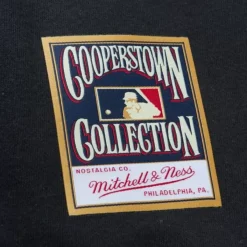 COOPERSTOWN
COLLECTION
NOSTALGIA CO.
Mitchell & Ness
PHILADELPHIA, PA.